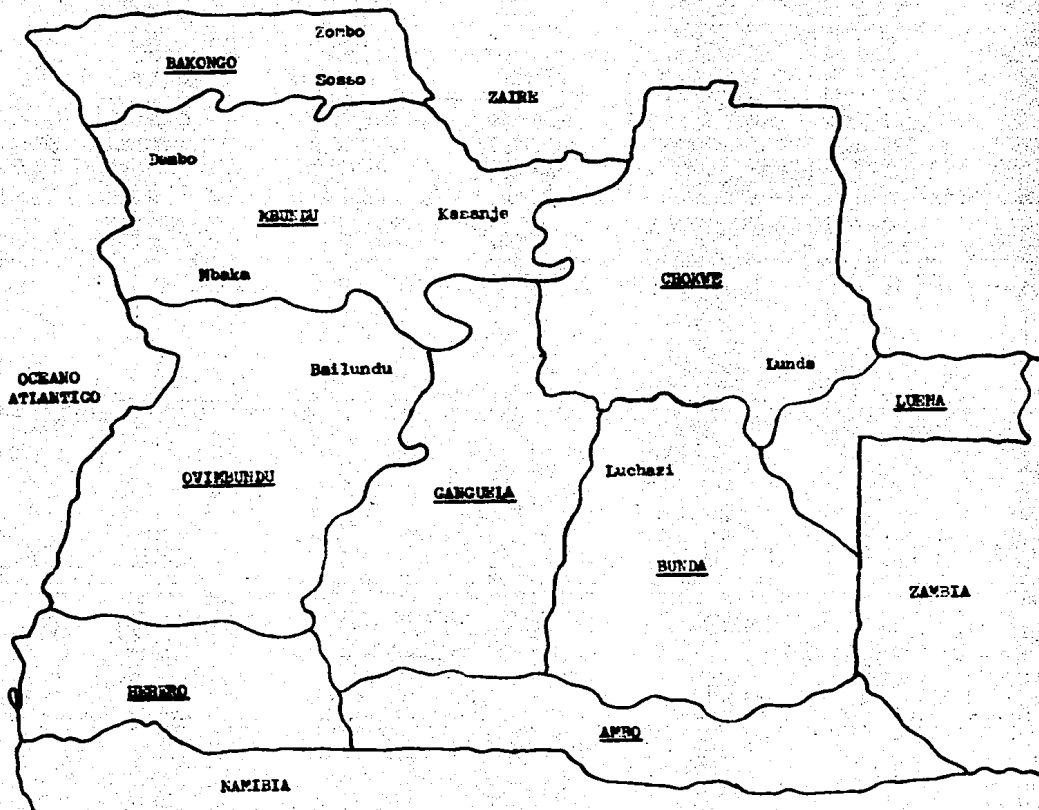 Zombo
BAKONGO
Sosso
ZAIRE
Dembo
MBUNDU
Kasanje
Mbaka
CHOKWE
Bailundu
Lunda
OCEANO
ATLANTICO
LUENA
OVIMBUNDU
GANGUELA
Luchazi
BUNDA
ZAMBIA
HERERO
AMBO
NAMIBIA